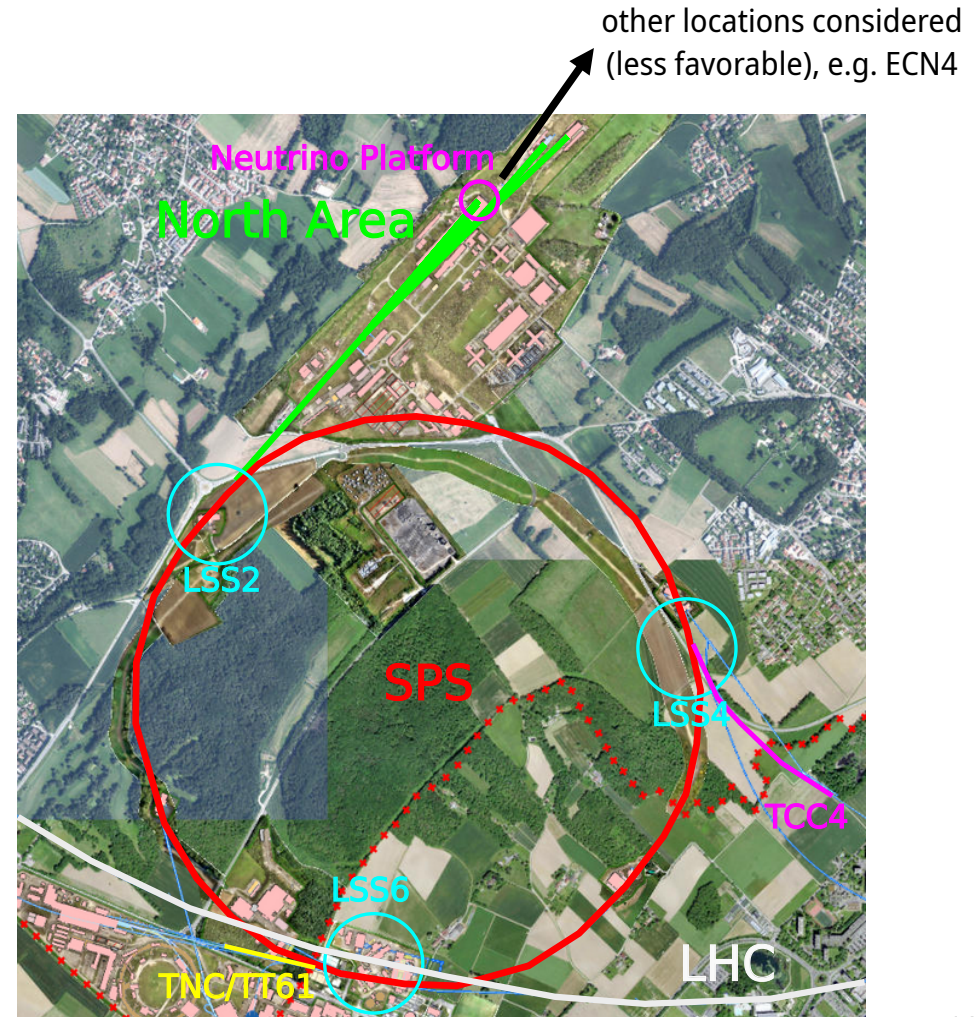 other locations considered
(less favorable), e.g. ECN4
Neutrino Platform
North Area
LSS2
SPS
LSS4
TCC4
LSS6
LHC
TNC/TT61